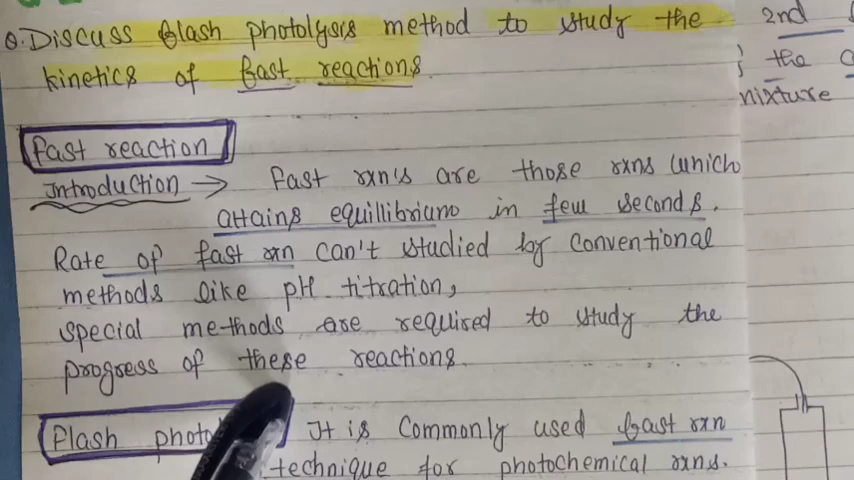 Q. Discuss flash photolysis method to study the
kinetics of fast reactions.
fast reaction
Introduction → fast rxn's are those rxns which
attains equillibrium in few seconds.
Rate of fast rxn can't studied by conventional
methods like pH titration,
special methods are required to study the
progress of these reactions.
Flash It is commonly used fast rxn
technique for photochemical rxns.
2nd
the
mixture